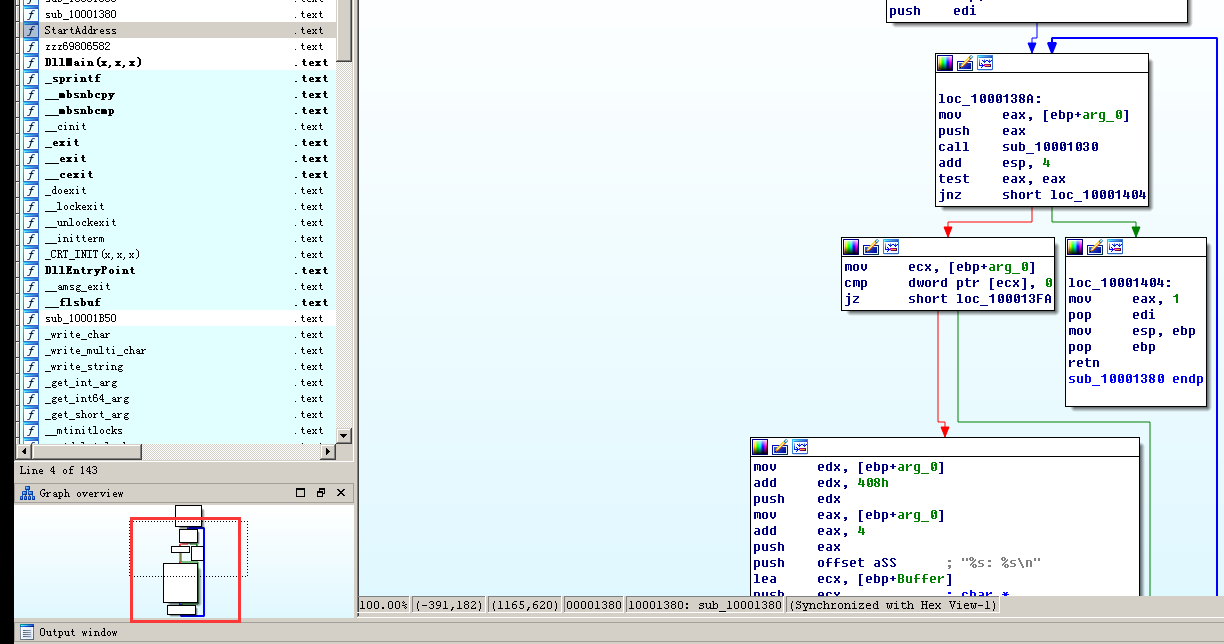 sub_10001380 .text
StartAddress .text
zzz69806582 .text
DllMain(x,x,x) .text
_sprintf .text
__mbsnbcpy .text
__mbsnbcmp .text
__cinit .text
_exit .text
__exit .text
__cexit .text
_doexit .text
__lockexit .text
__unlockexit .text
__initterm .text
_CRT_INIT(x,x,x) .text
DllEntryPoint .text
__amsg_exit .text
__flsbuf .text
sub_10001B50 .text
_write_char .text
_write_multi_char .text
_write_string .text
_get_int_arg .text
_get_int64_arg .text
_get_short_arg .text
__mtinitlocks .text
Line 4 of 143
Graph overview
push edi
loc_1000138A:
mov eax, [ebp+arg_0]
push eax
call sub_10001030
add esp, 4
test eax, eax
jnz short loc_10001404
mov ecx, [ebp+arg_0]
cmp dword ptr [ecx], 0
jz short loc_100013FA
loc_10001404:
mov eax, 1
pop edi
mov esp, ebp
pop ebp
retn
sub_10001380 endp
mov edx, [ebp+arg_0]
add edx, 408h
push edx
mov eax, [ebp+arg_0]
add eax, 4
push eax
push offset aSS ; "%s: %s\n"
lea ecx, [ebp+Buffer]
push ecx ; char *
100.00% (-391,182) (1165,620) 00001380 10001380: sub_10001380 (Synchronized with Hex View-1)
Output window